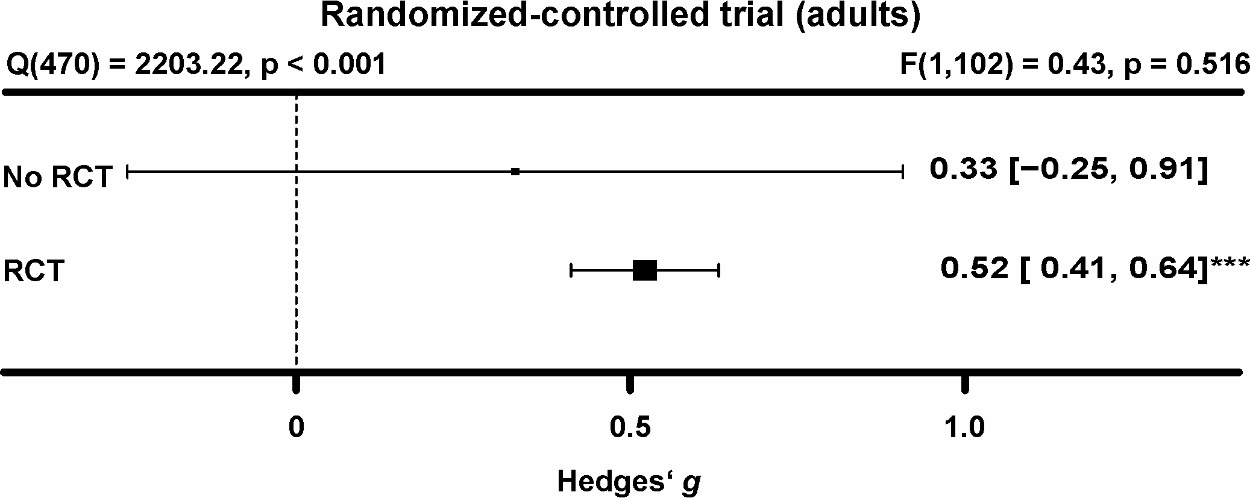 Randomized-controlled trial (adults)
Q(470) = 2203.22, p < 0.001 F(1,102) = 0.43, p = 0.516
No RCT 0.33 [−0.25, 0.91]
RCT 0.52 [ 0.41, 0.64]***
0 0.5 1.0
Hedges‘ g